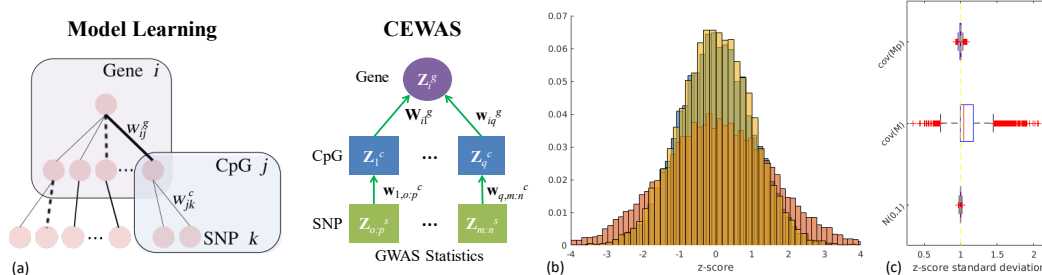 Model Learning
Gene i
w_ij^g
CpG j
w_jk^c
SNP k
(a)
CEWAS
Gene
Z_i^g
W_i1^g
w_iq^g
CpG
Z_1^c
...
Z_q^c
w_1,o:p^c
w_q,m:n^c
SNP
Z_o:p^s
...
Z_m:n^s
GWAS Statistics
(b)
0.07
0.06
0.05
0.04
0.03
0.02
0.01
0
-4 -3 -2 -1 0 1 2 3 4
z-score
(c)
cov(Mp)
cov(M)
N(0,1)
0.5 1 1.5 2
z-score standard deviation